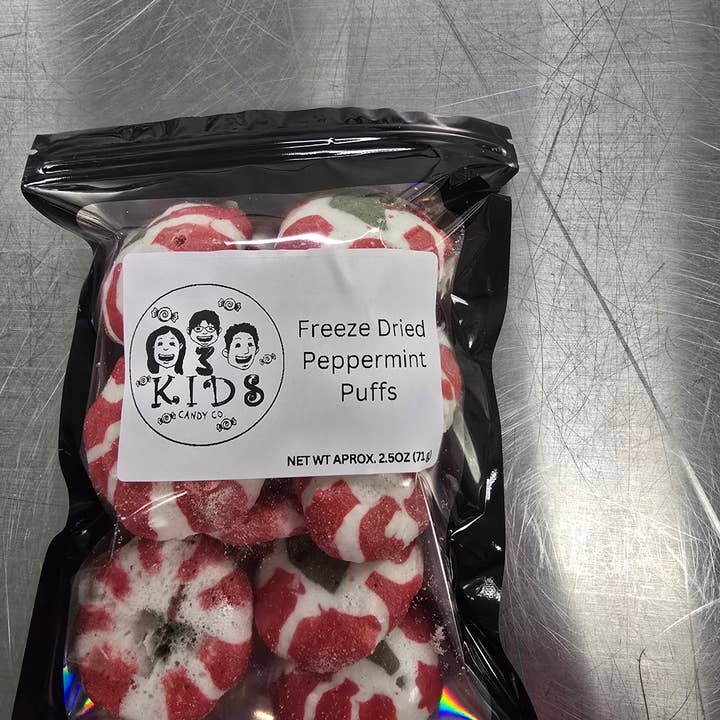 3
KIDS
CANDY CO.
Freeze Dried
Peppermint
Puffs
NET WT APROX. 2.5OZ (71g)